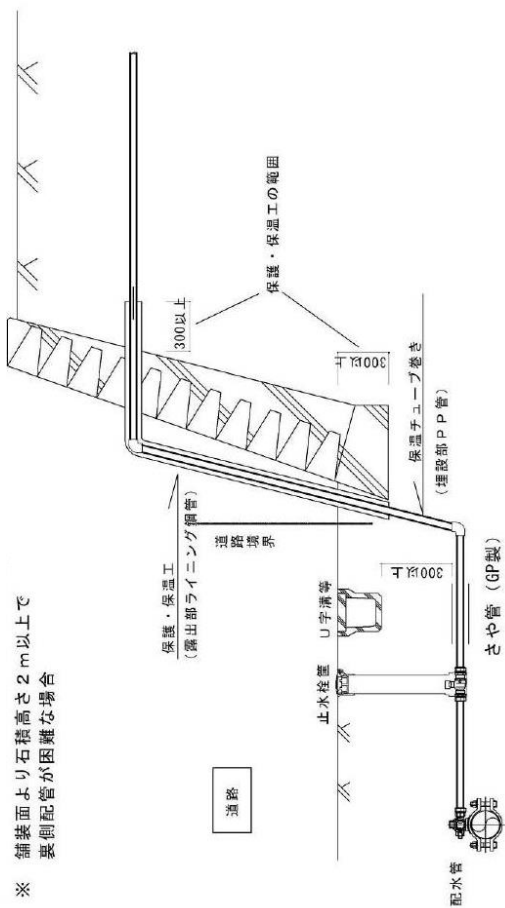 ※ 舗装面より石積高さ2m以上で
裏側配管が困難な場合
保護・保温工の範囲
300以上
300以上
保護・保温工
(露出部ライニング鋼管)
道路
境界
保温チューブ巻き
(埋設部PP管)
道路
止水栓筐
U字溝等
300以上
さや管(GP製)
配水管